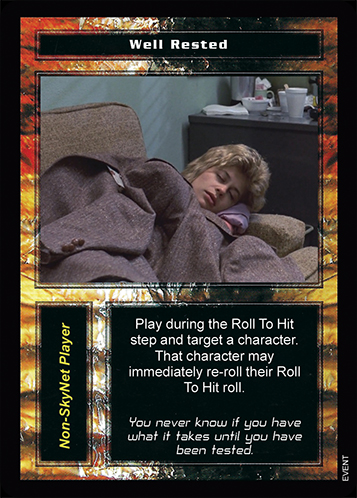 Well Rested
Non-SkyNet Player
Play during the Roll To Hit
step and target a character.
That character may
immediately re-roll their Roll
To Hit roll.
You never know if you have
what it takes until you have
been tested.
EVENT